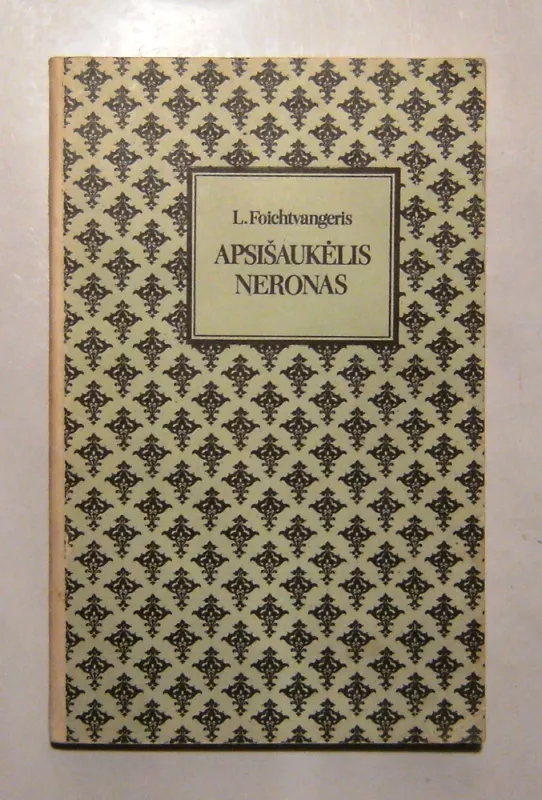 L. Foichtvangeris
APSIŠAUKĖLIS
NERONAS